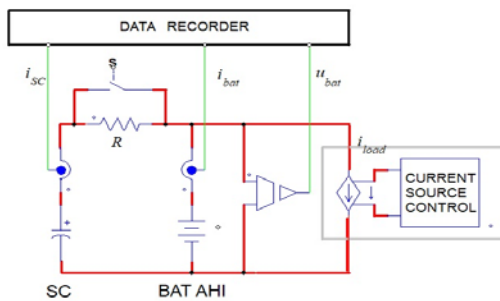 DATA RECORDER
i_SC
S
i_bat
u_bat
R
i_load
CURRENT
SOURCE
CONTROL
SC
BAT AHI